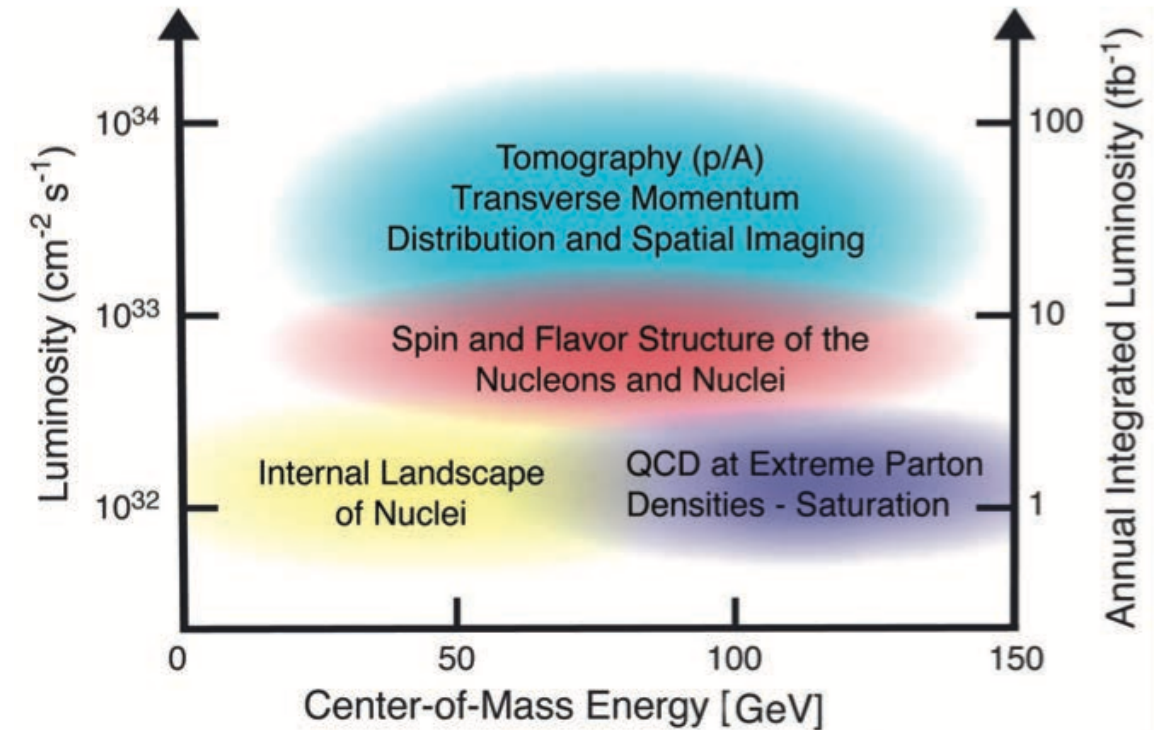 Luminosity (cm-2 s-1)
10^34
10^33
10^32
Tomography (p/A)
Transverse Momentum
Distribution and Spatial Imaging
Spin and Flavor Structure of the
Nucleons and Nuclei
Internal Landscape
of Nuclei
QCD at Extreme Parton
Densities - Saturation
100
10
1
Annual Integrated Luminosity (fb-1)
0 50 100 150
Center-of-Mass Energy [GeV]